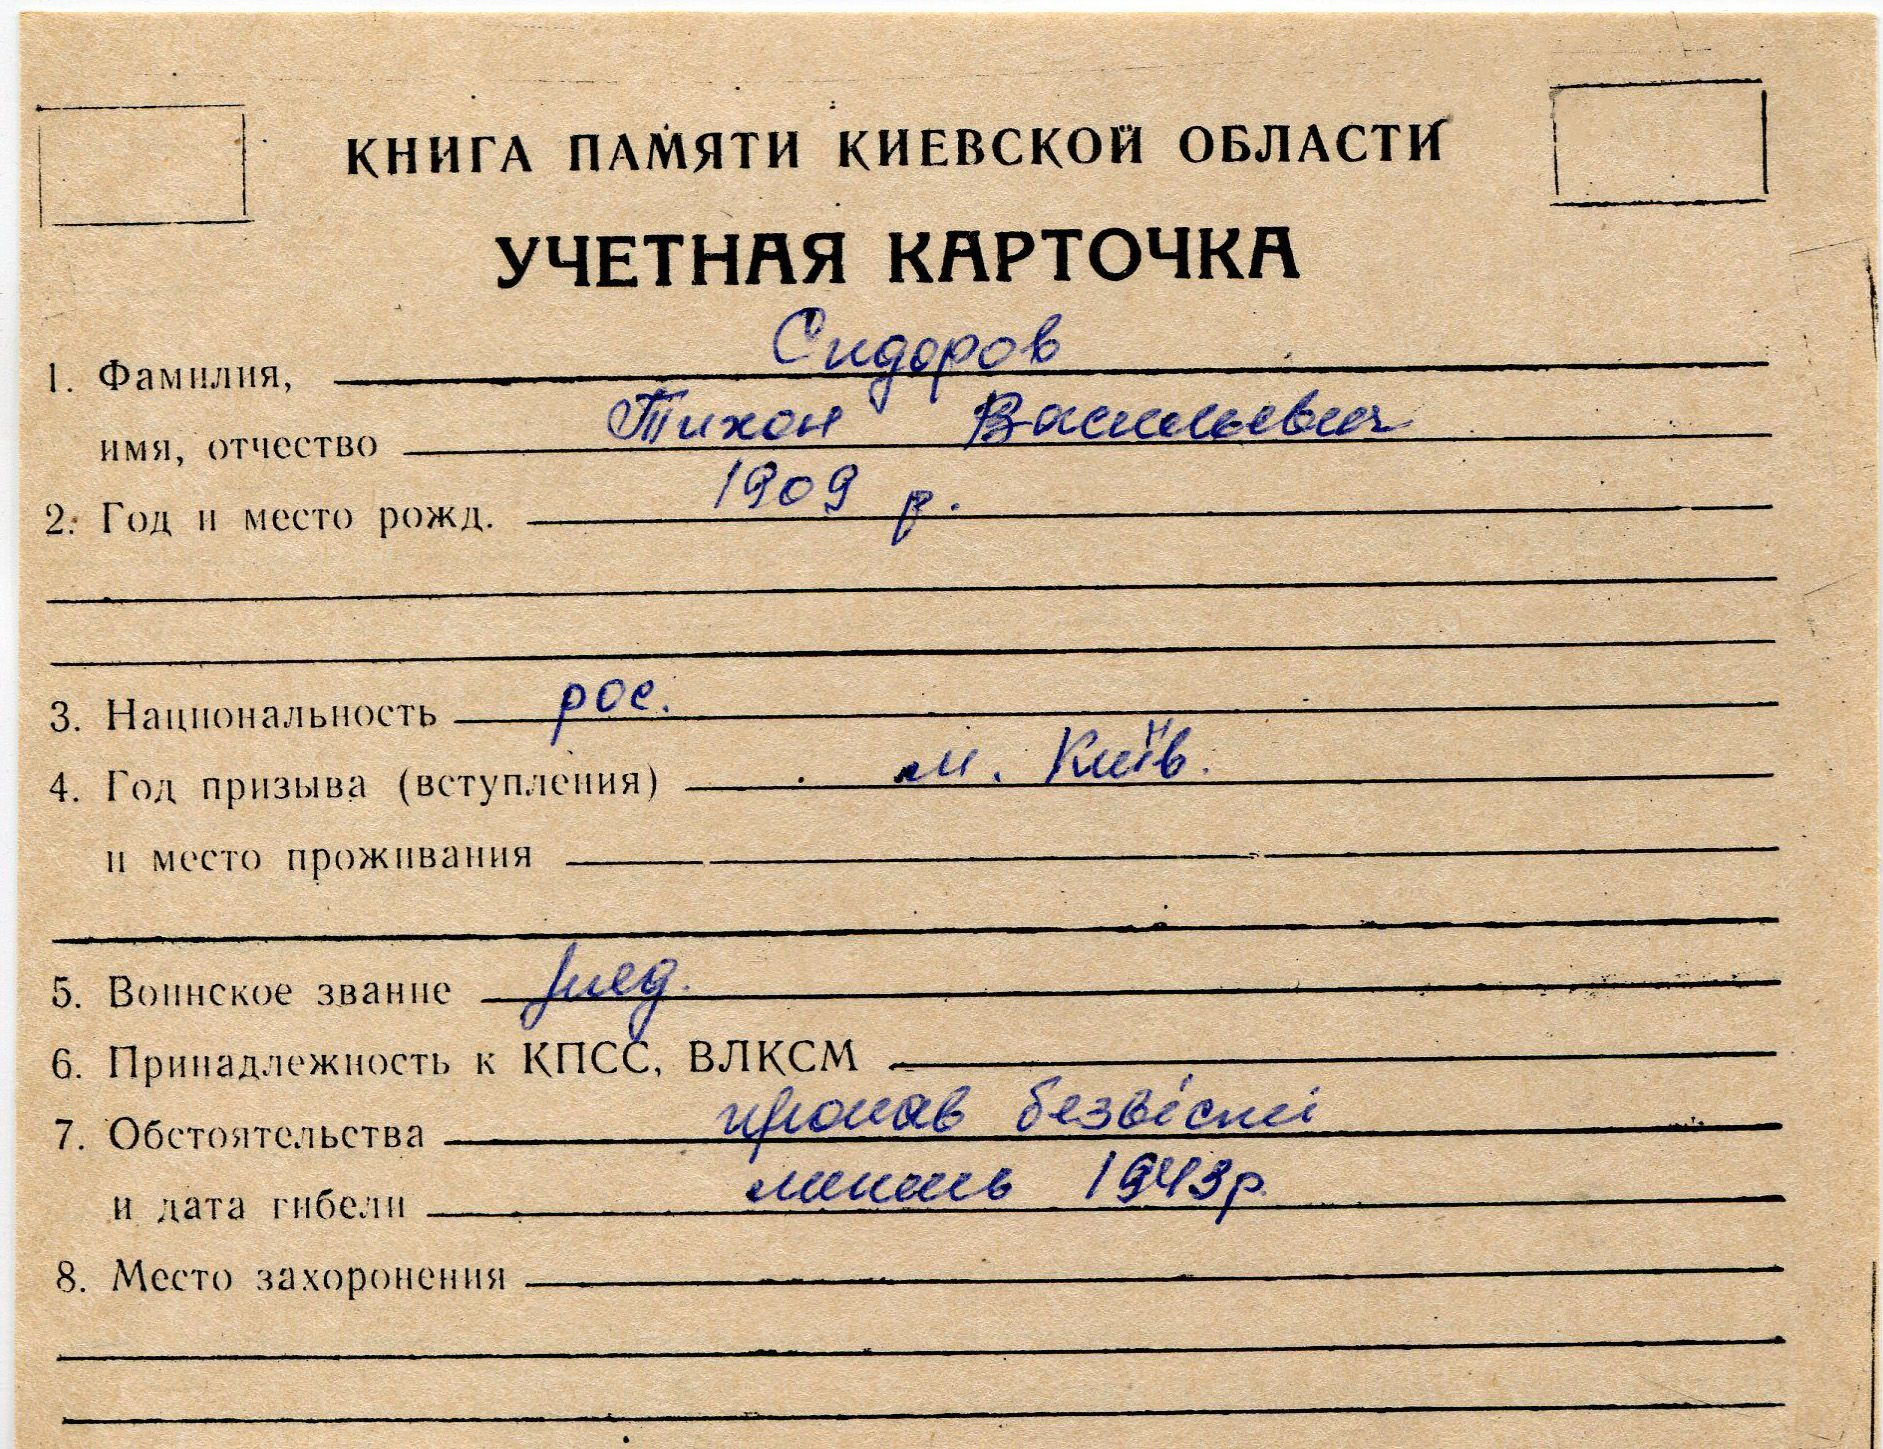 КНИГА ПАМЯТИ КИЕВСКОЙ ОБЛАСТИ
УЧЕТНАЯ КАРТОЧКА
1. Фамилия, Сидоров
имя, отчество Тихон Васильевич
2. Год и место рожд. 1909 р.
3. Национальность рос.
4. Год призыва (вступления) м. Київ.
и место проживания
5. Воинское звание
6. Принадлежность к КПСС, ВЛКСМ
7. Обстоятельства пропав безвісті
и дата гибели липень 1943р.
8. Место захоронения